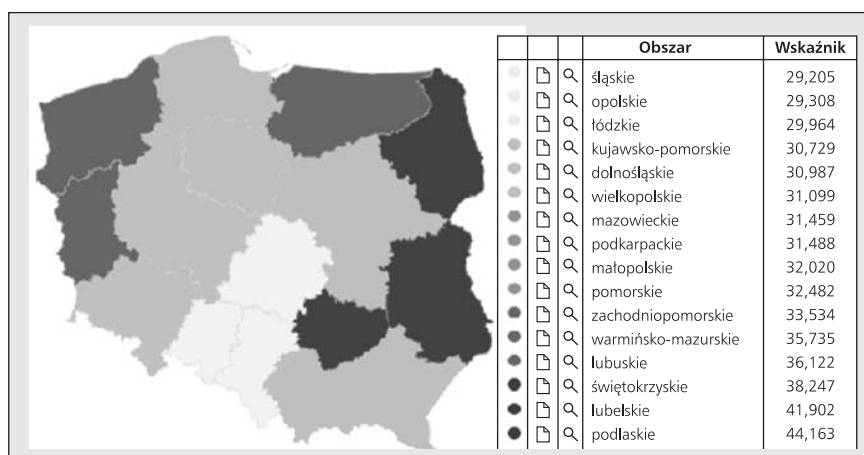 Obszar Wskaźnik
śląskie 29,205
opolskie 29,308
łódzkie 29,964
kujawsko-pomorskie 30,729
dolnośląskie 30,987
wielkopolskie 31,099
mazowieckie 31,459
podkarpackie 31,488
małopolskie 32,020
pomorskie 32,482
zachodniopomorskie 33,534
warmińsko-mazurskie 35,735
lubuskie 36,122
świętokrzyskie 38,247
lubelskie 41,902
podlaskie 44,163